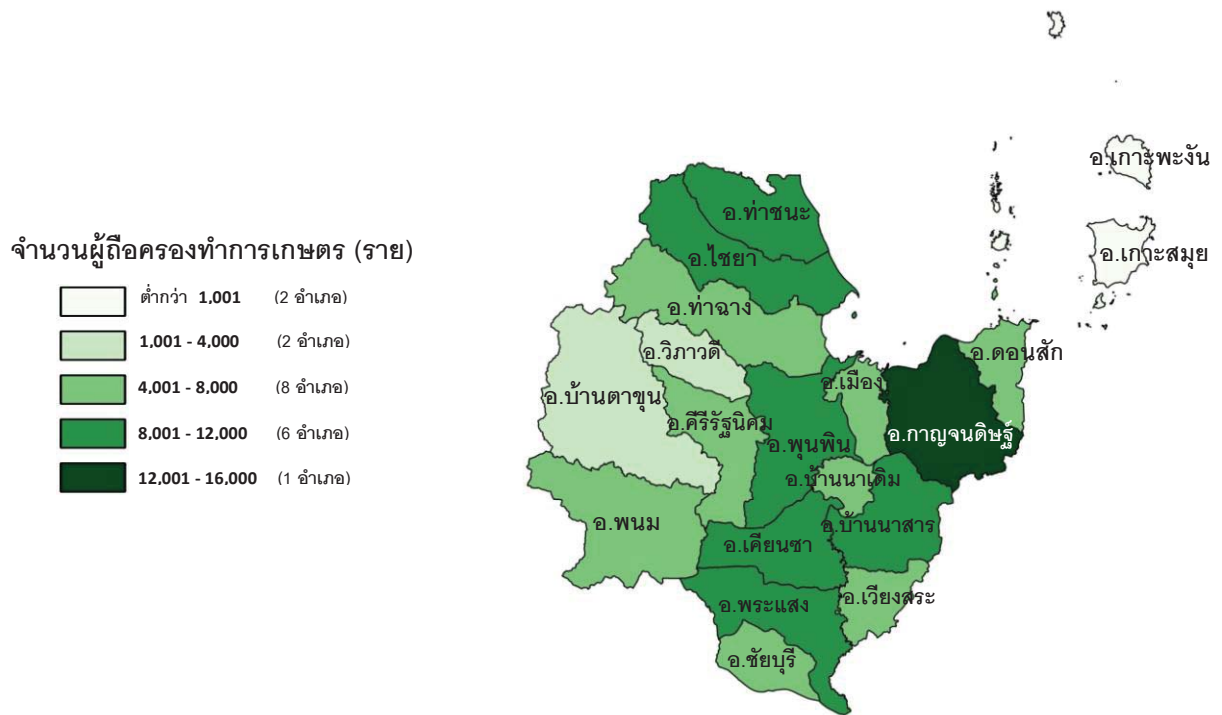 จำนวนผู้ถือครองทำการเกษตร (ราย)
ต่ำกว่า 1,001 (2 อำเภอ)
1,001 - 4,000 (2 อำเภอ)
4,001 - 8,000 (8 อำเภอ)
8,001 - 12,000 (6 อำเภอ)
12,001 - 16,000 (1 อำเภอ)
อ.เกาะพะงัน
อ.ท่าชนะ
อ.ไชยา
อ.เกาะสมุย
อ.ท่าฉาง
อ.วิภาวดี
อ.ดอนสัก
อ.เมือง
อ.บ้านตาขุน
อ.คีรีรัฐนิคม
อ.พุนพิน
อ.กาญจนดิษฐ์
อ.บ้านนาเดิม
อ.พนม
อ.บ้านนาสาร
อ.เคียนซา
อ.เวียงสระ
อ.พระแสง
อ.ชัยบุรี